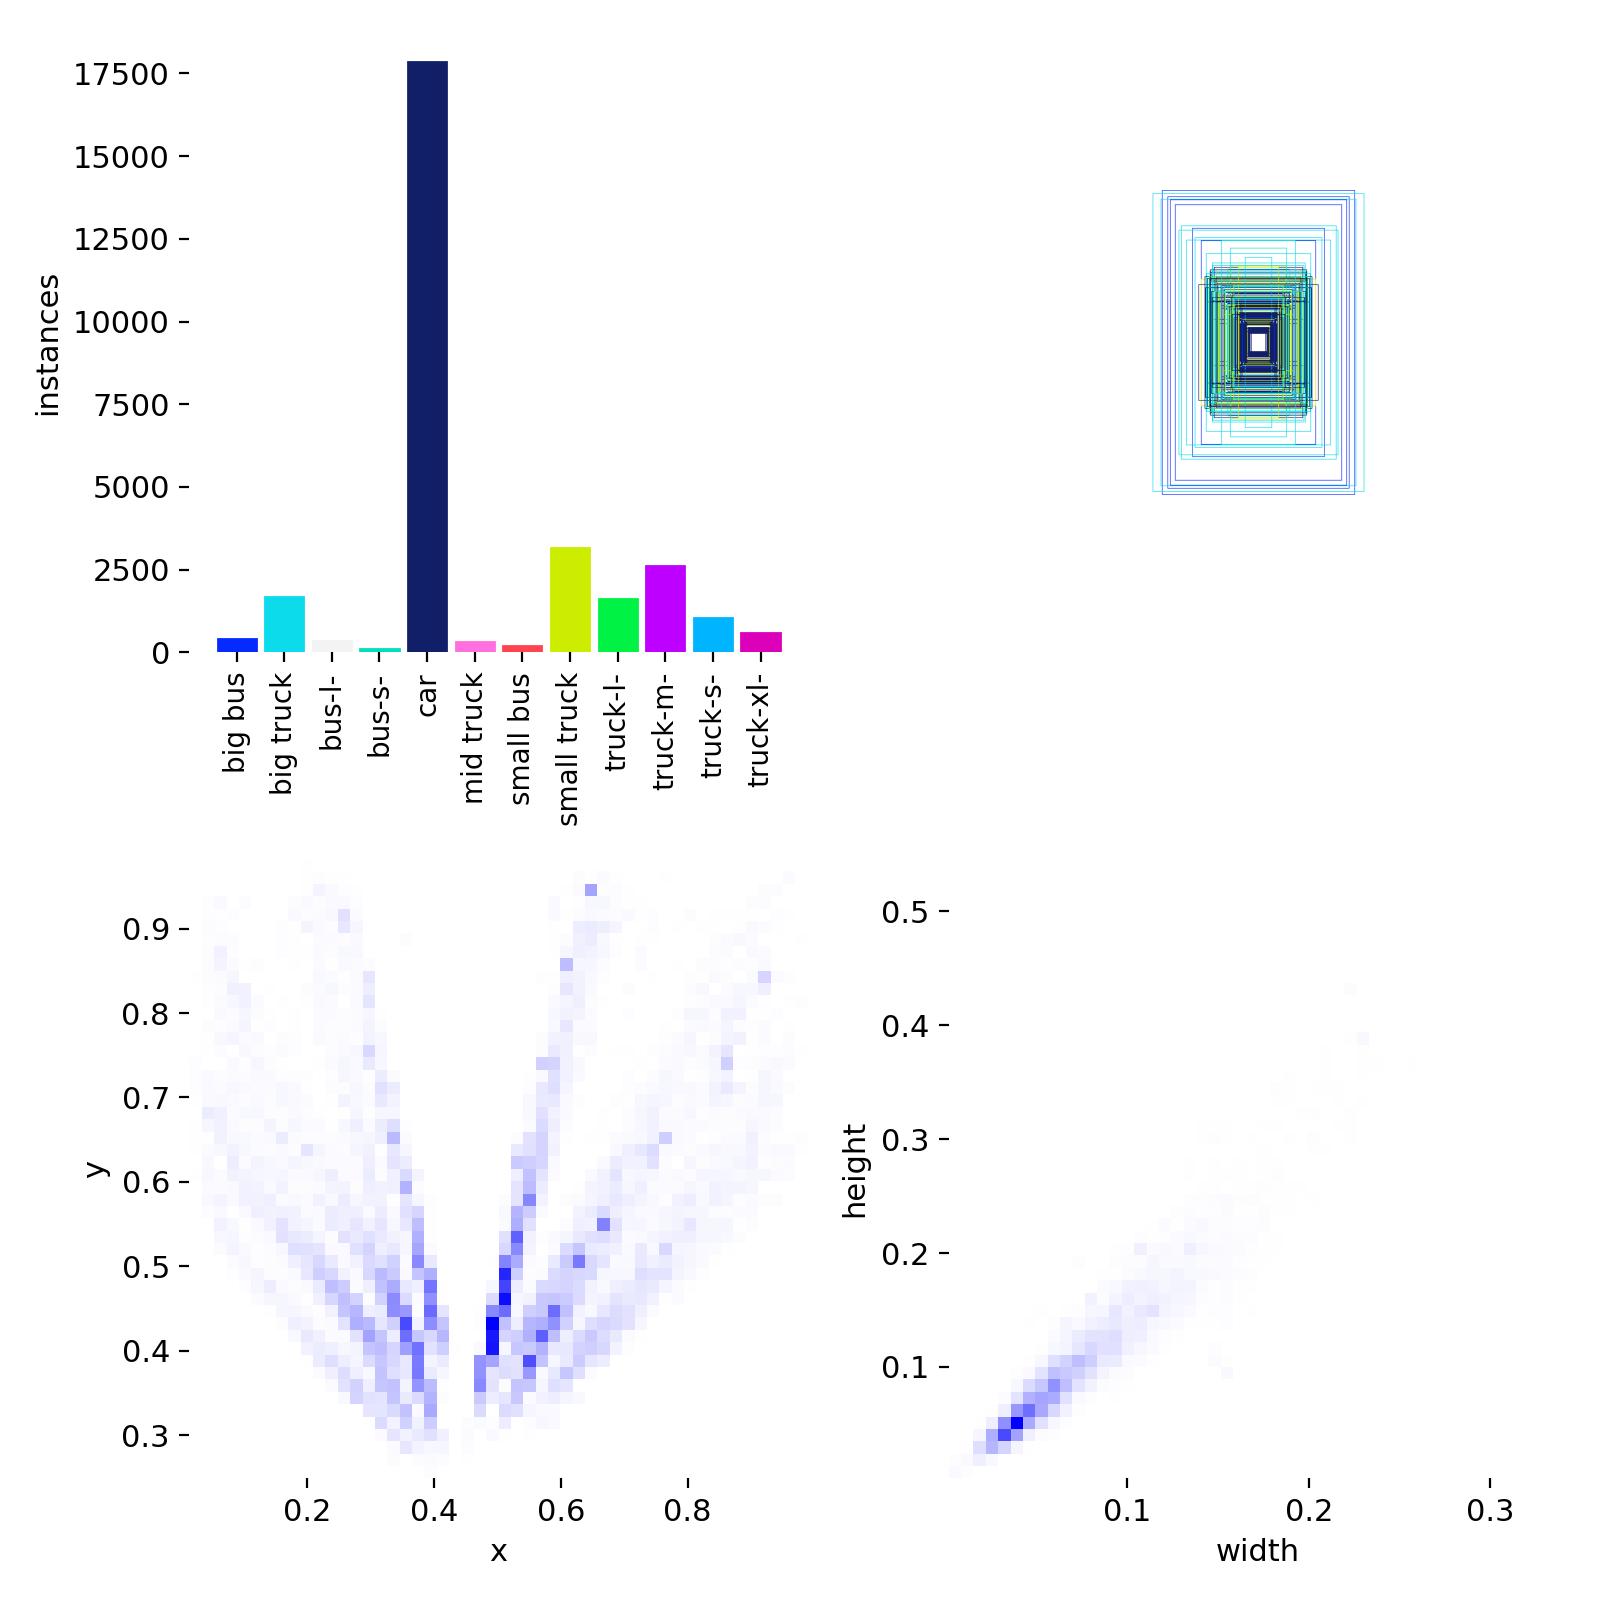 17500
15000
12500
10000
7500
5000
2500
0
instances
big bus
big truck
bus-l-
bus-s-
car
mid truck
small bus
small truck
truck-l-
truck-m-
truck-s-
truck-xl-
0.9
0.8
0.7
0.6
0.5
0.4
0.3
y
0.2 0.4 0.6 0.8
x
0.5
0.4
0.3
0.2
0.1
height
0.1 0.2 0.3
width